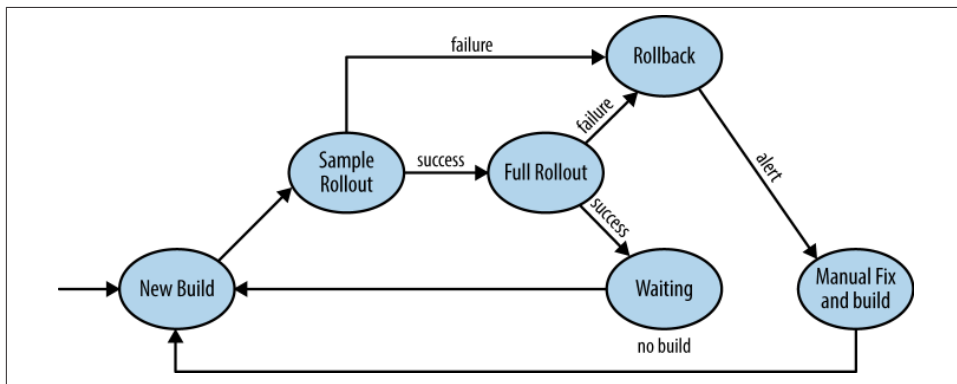 failure
Rollback
failure
Sample
Rollout
success
Full Rollout
alert
success
New Build
Waiting
Manual Fix
and build
no build